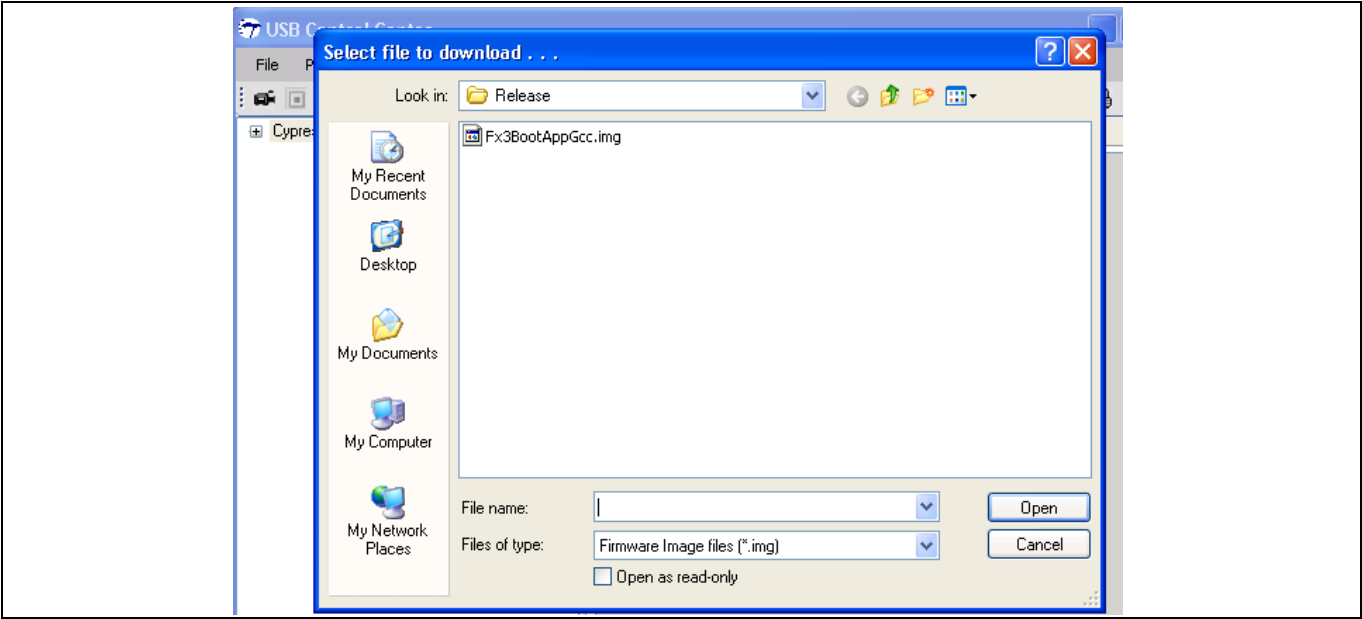 USB Control Center
Select file to download . . .
File
Look in:
Release
Cypre
Fx3BootAppGcc.img
My Recent
Documents
Desktop
My Documents
My Computer
My Network
Places
File name:
Open
Files of type:
Firmware Image files (*.img)
Cancel
Open as read-only